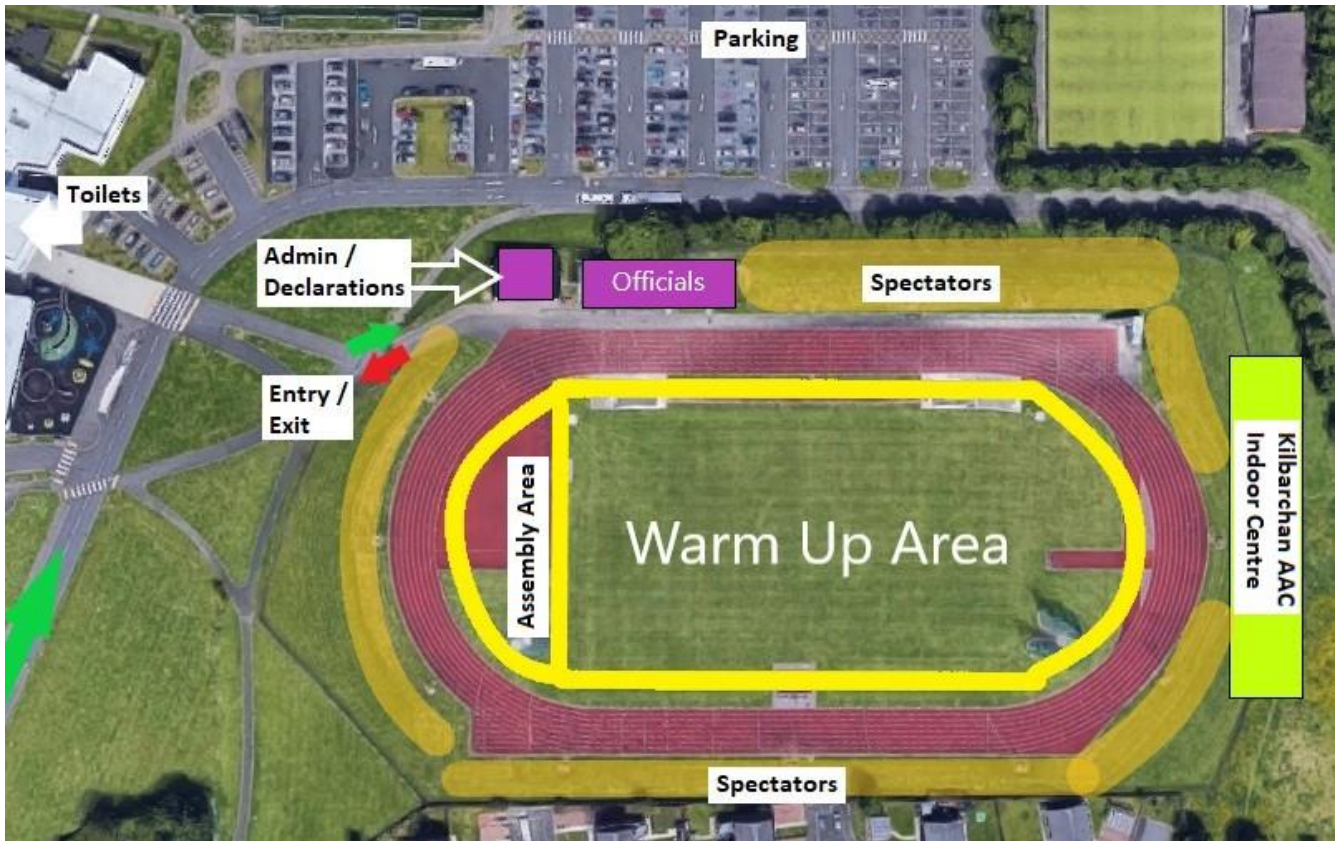 Parking
Toilets
Admin /
Declarations
Officials
Spectators
Entry /
Exit
Assembly Area
Warm Up Area
Kilbarchan AAC
Indoor Centre
Spectators